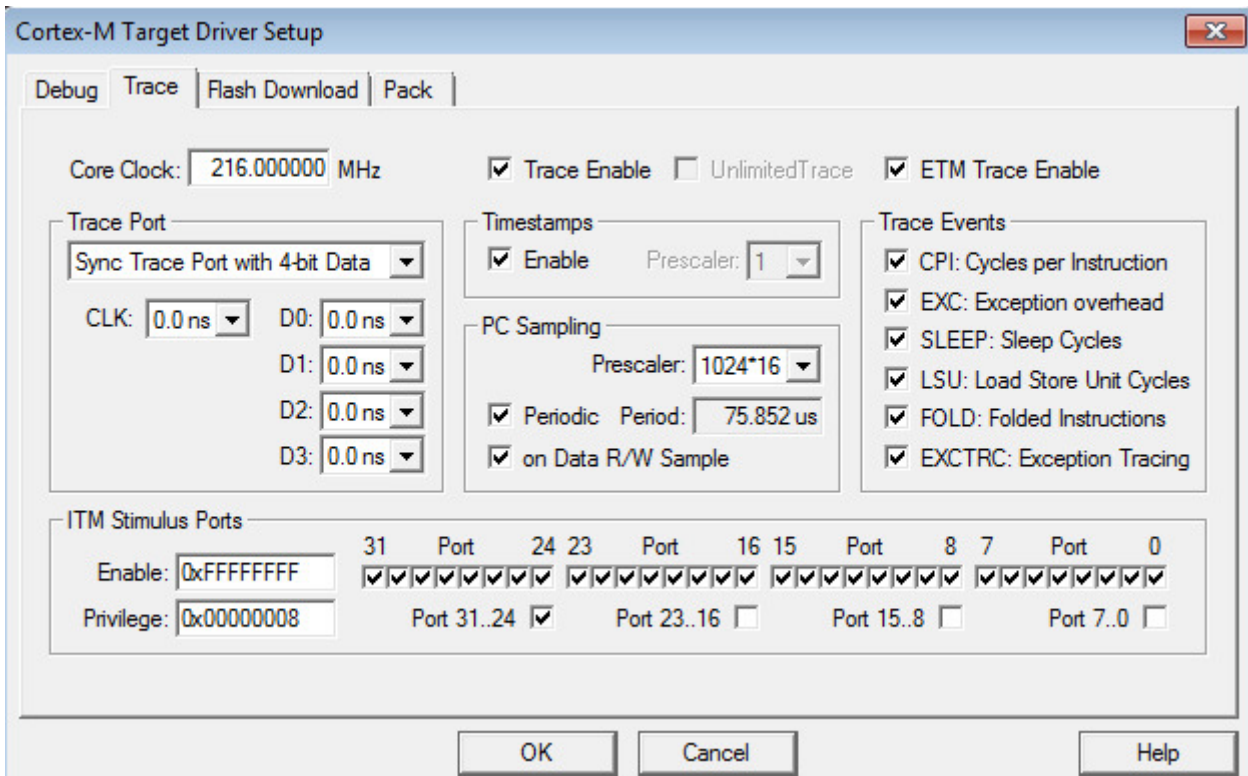 Cortex-M Target Driver Setup
Debug Trace Flash Download Pack
Core Clock: 216.000000 MHz Trace Enable UnlimitedTrace ETM Trace Enable
Trace Port
Sync Trace Port with 4-bit Data
CLK: 0.0 ns D0: 0.0 ns
D1: 0.0 ns
D2: 0.0 ns
D3: 0.0 ns
Timestamps
Enable Prescaler: 1
PC Sampling
Prescaler: 1024*16
Periodic Period: 75.852 us
on Data R/W Sample
Trace Events
CPI: Cycles per Instruction
EXC: Exception overhead
SLEEP: Sleep Cycles
LSU: Load Store Unit Cycles
FOLD: Folded Instructions
EXCTRC: Exception Tracing
ITM Stimulus Ports
31 Port 24 23 Port 16 15 Port 8 7 Port 0
Enable: 0xFFFFFFFF
Privilege: 0x00000008 Port 31..24 Port 23..16 Port 15..8 Port 7..0
OK Cancel Help